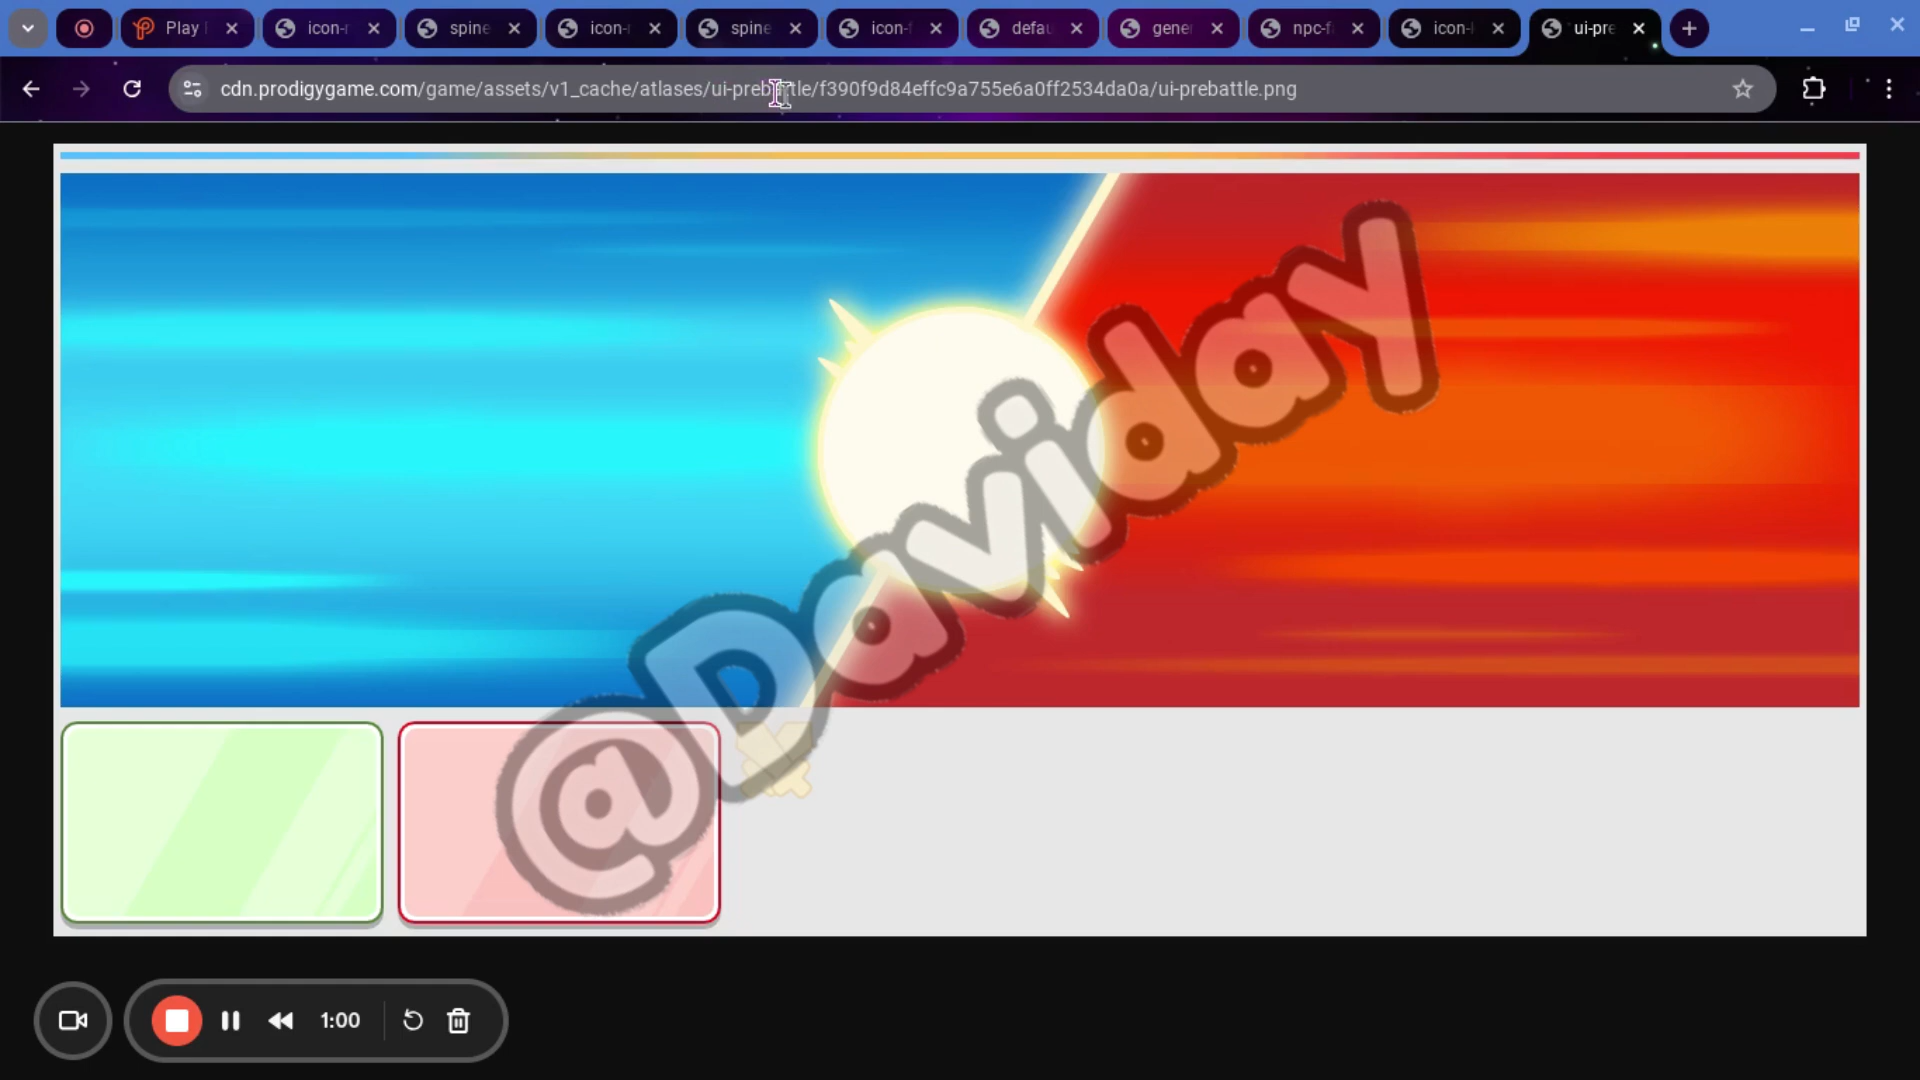 Play
icon-r
spine
icon-r
spine
icon-f
defau
gener
npc-f
icon-l
ui-pre
cdn.prodigygame.com/game/assets/v1_cache/atlases/ui-prebattle/f390f9d84effc9a755e6a0ff2534da0a/ui-prebattle.png
@Daviday
1:00